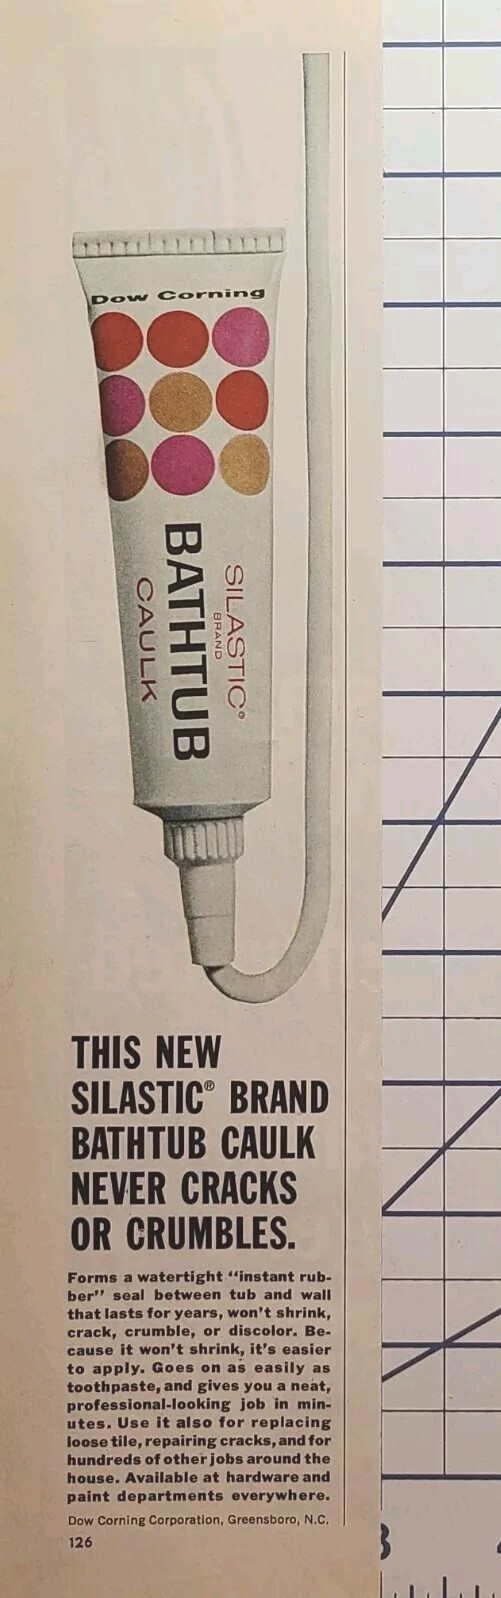 Dow Corning
SILASTIC®
BRAND
BATHTUB
CAULK
THIS NEW
SILASTIC® BRAND
BATHTUB CAULK
NEVER CRACKS
OR CRUMBLES.
Forms a watertight “instant rub-
ber” seal between tub and wall
that lasts for years, won’t shrink,
crack, crumble, or discolor. Be-
cause it won’t shrink, it’s easier
to apply. Goes on as easily as
toothpaste, and gives you a neat,
professional-looking job in min-
utes. Use it also for replacing
loose tile, repairing cracks, and for
hundreds of other jobs around the
house. Available at hardware and
paint departments everywhere.
Dow Corning Corporation, Greensboro, N.C.
126